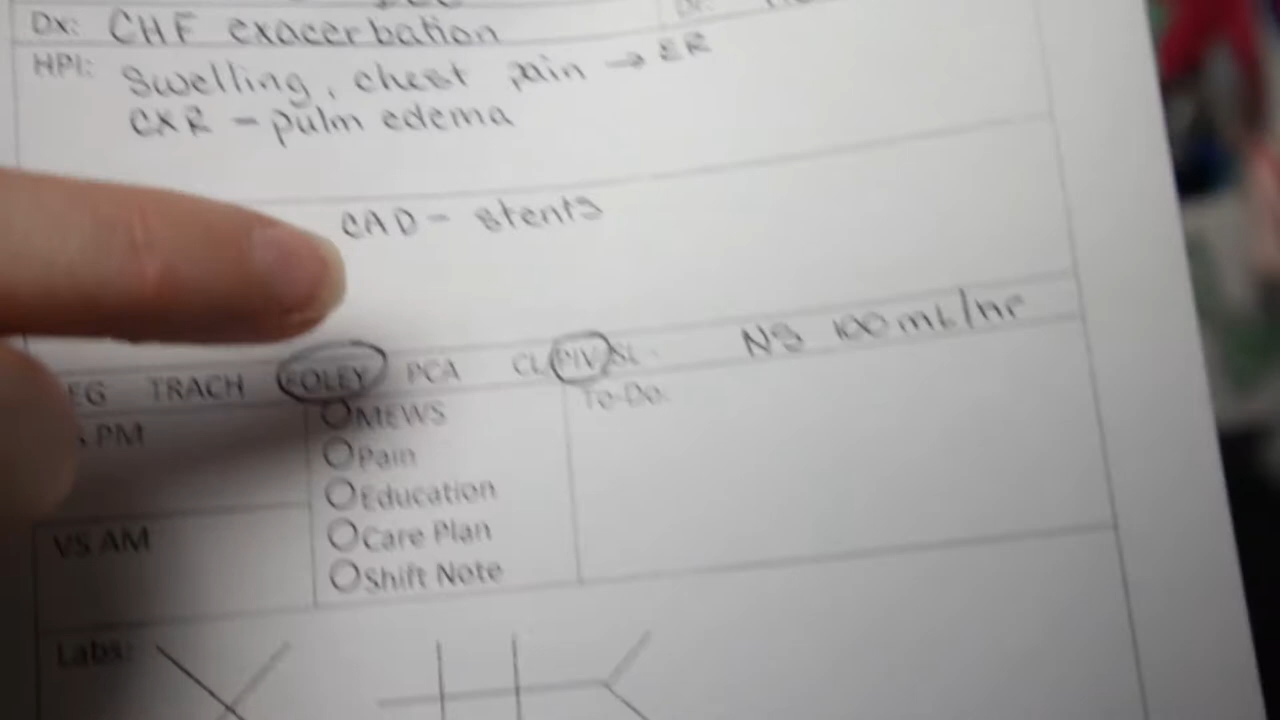 Dx: CHF exacerbation
HPI: Swelling, chest pain → ER
CXR - pulm edema
CAD - stents
TRACH FOLEY PCA CL PIV SL NS 100 mL/hr
PM
MEWS
To-Do:
Pain
Education
VS AM
Care Plan
Shift Note
Labs: